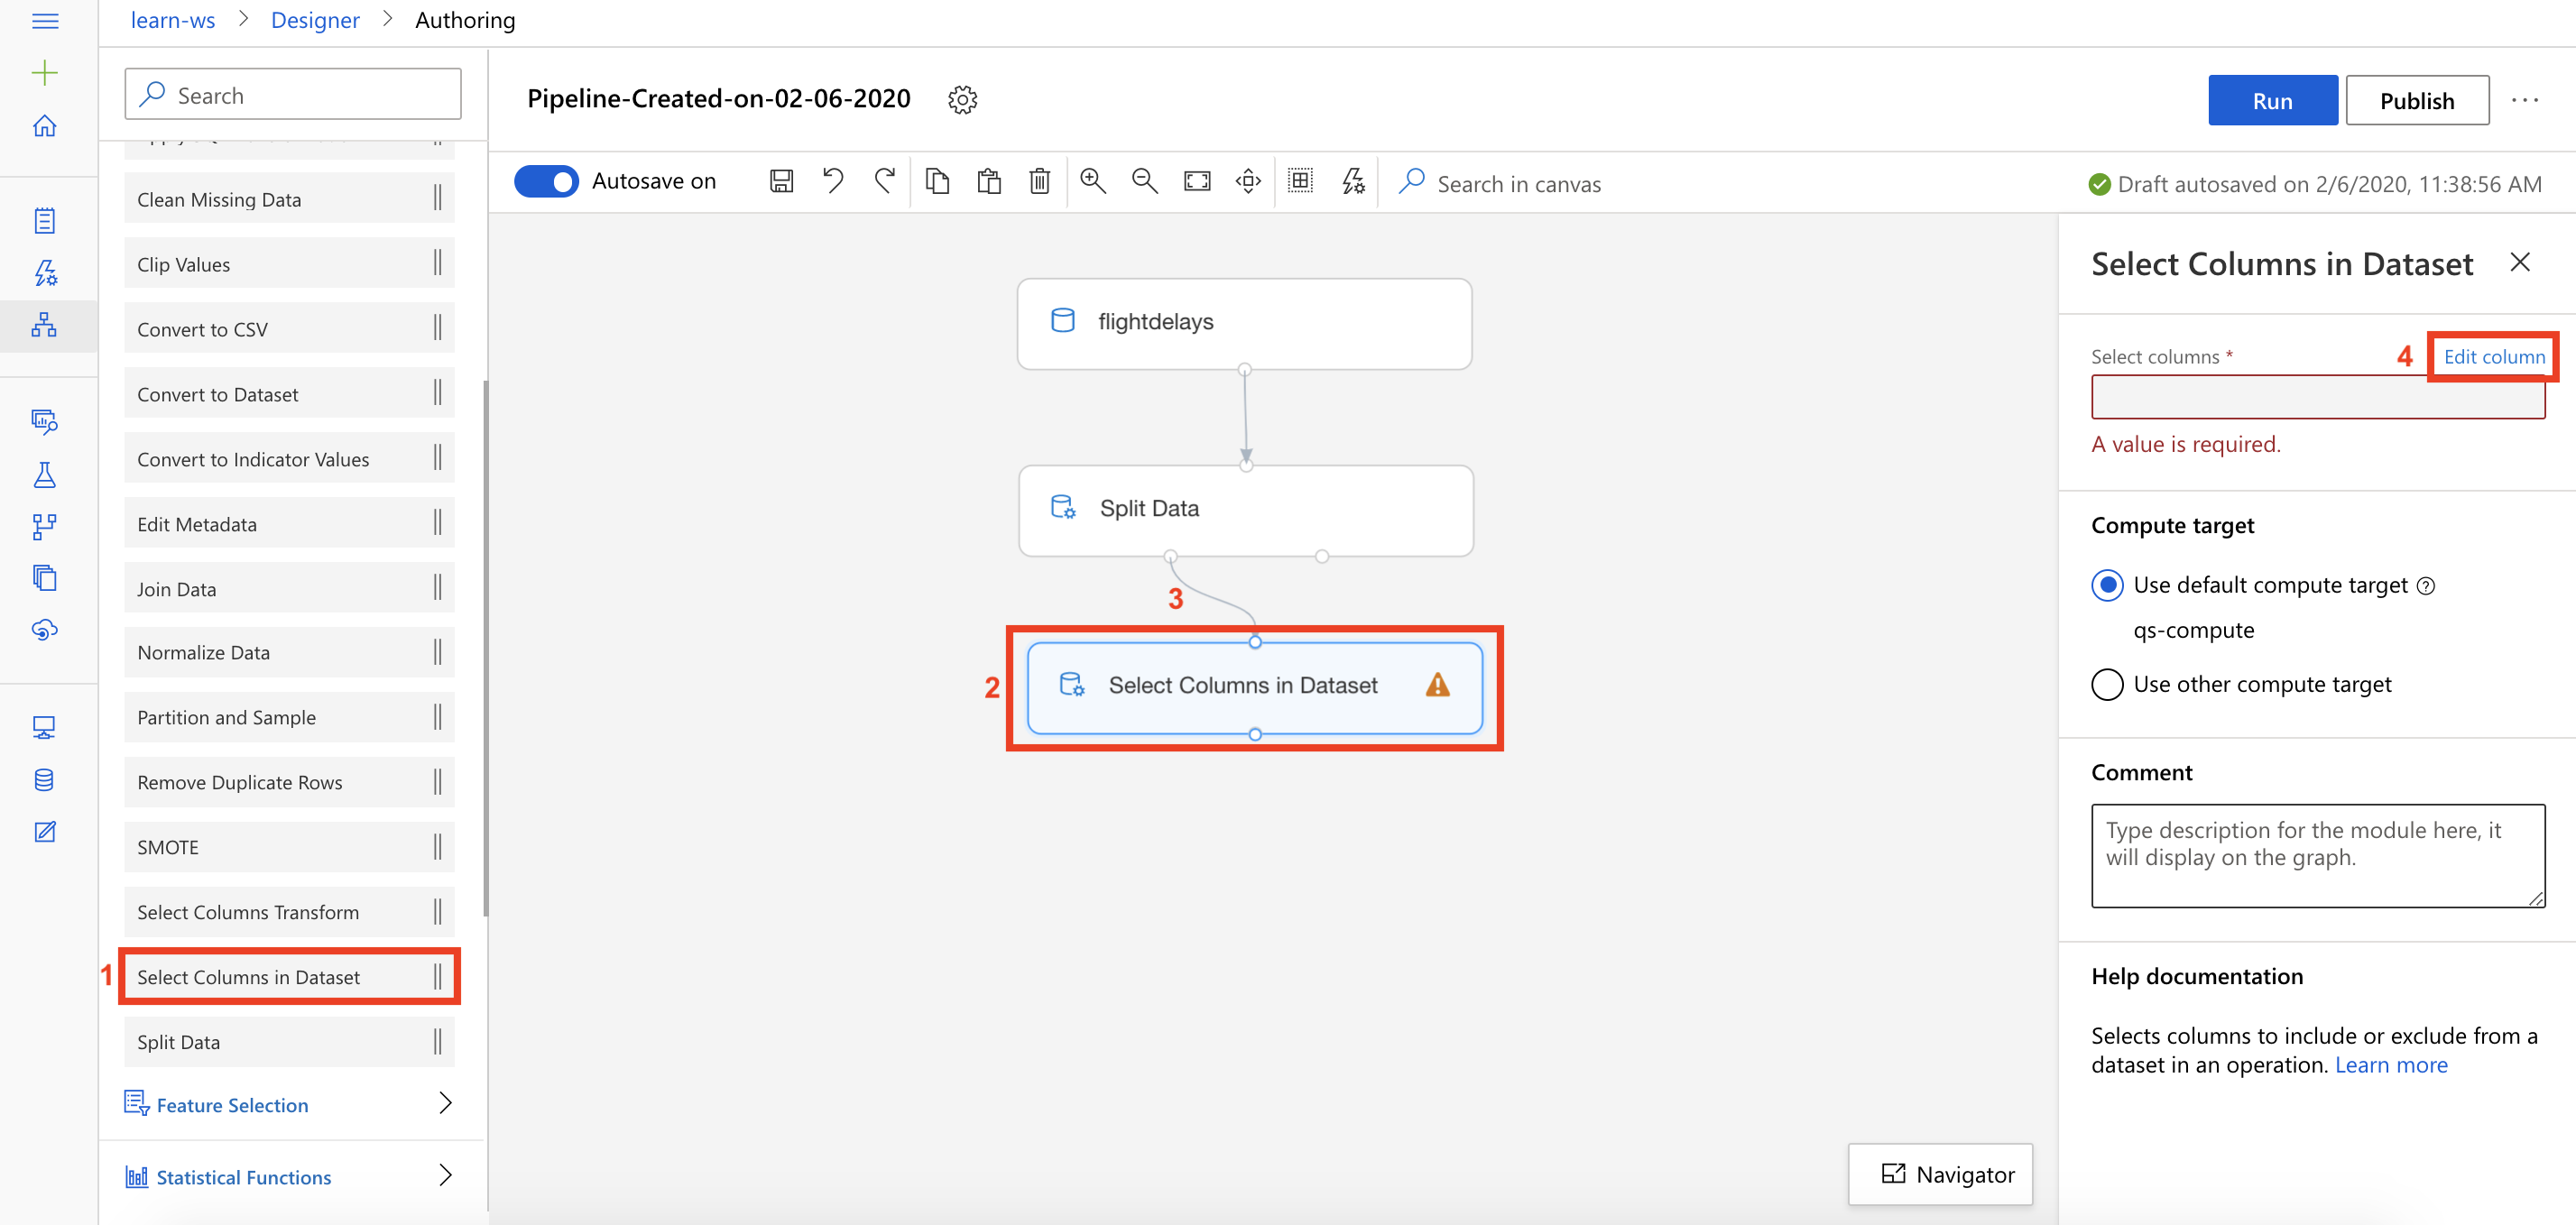 learn-ws > Designer > Authoring
Search
Clean Missing Data
Clip Values
Convert to CSV
Convert to Dataset
Convert to Indicator Values
Edit Metadata
Join Data
Normalize Data
Partition and Sample
Remove Duplicate Rows
SMOTE
Select Columns Transform
1 Select Columns in Dataset
Split Data
Feature Selection
Statistical Functions
Pipeline-Created-on-02-06-2020
Run
Publish
Autosave on
Search in canvas
Draft autosaved on 2/6/2020, 11:38:56 AM
flightdelays
Split Data
3
2 Select Columns in Dataset
Navigator
Select Columns in Dataset
Select columns * 4 Edit column
A value is required.
Compute target
Use default compute target
qs-compute
Use other compute target
Comment
Type description for the module here, it
will display on the graph.
Help documentation
Selects columns to include or exclude from a
dataset in an operation. Learn more